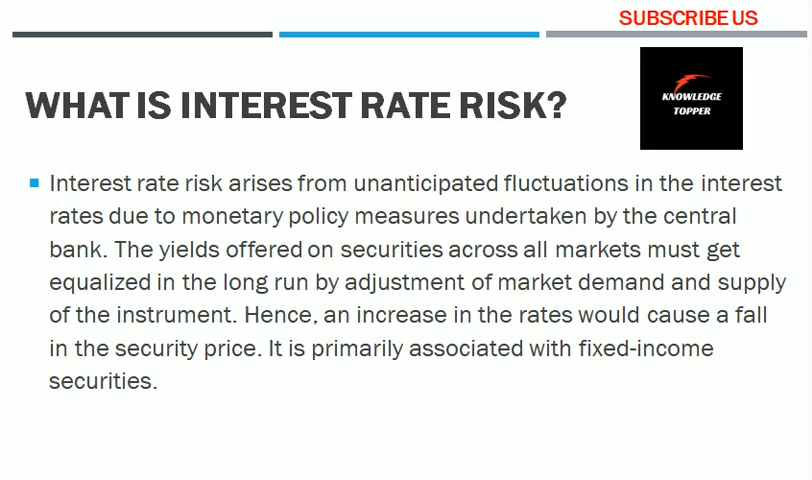 SUBSCRIBE US
KNOWLEDGE
TOPPER
WHAT IS INTEREST RATE RISK?
Interest rate risk arises from unanticipated fluctuations in the interest
rates due to monetary policy measures undertaken by the central
bank. The yields offered on securities across all markets must get
equalized in the long run by adjustment of market demand and supply
of the instrument. Hence, an increase in the rates would cause a fall
in the security price. It is primarily associated with fixed-income
securities.